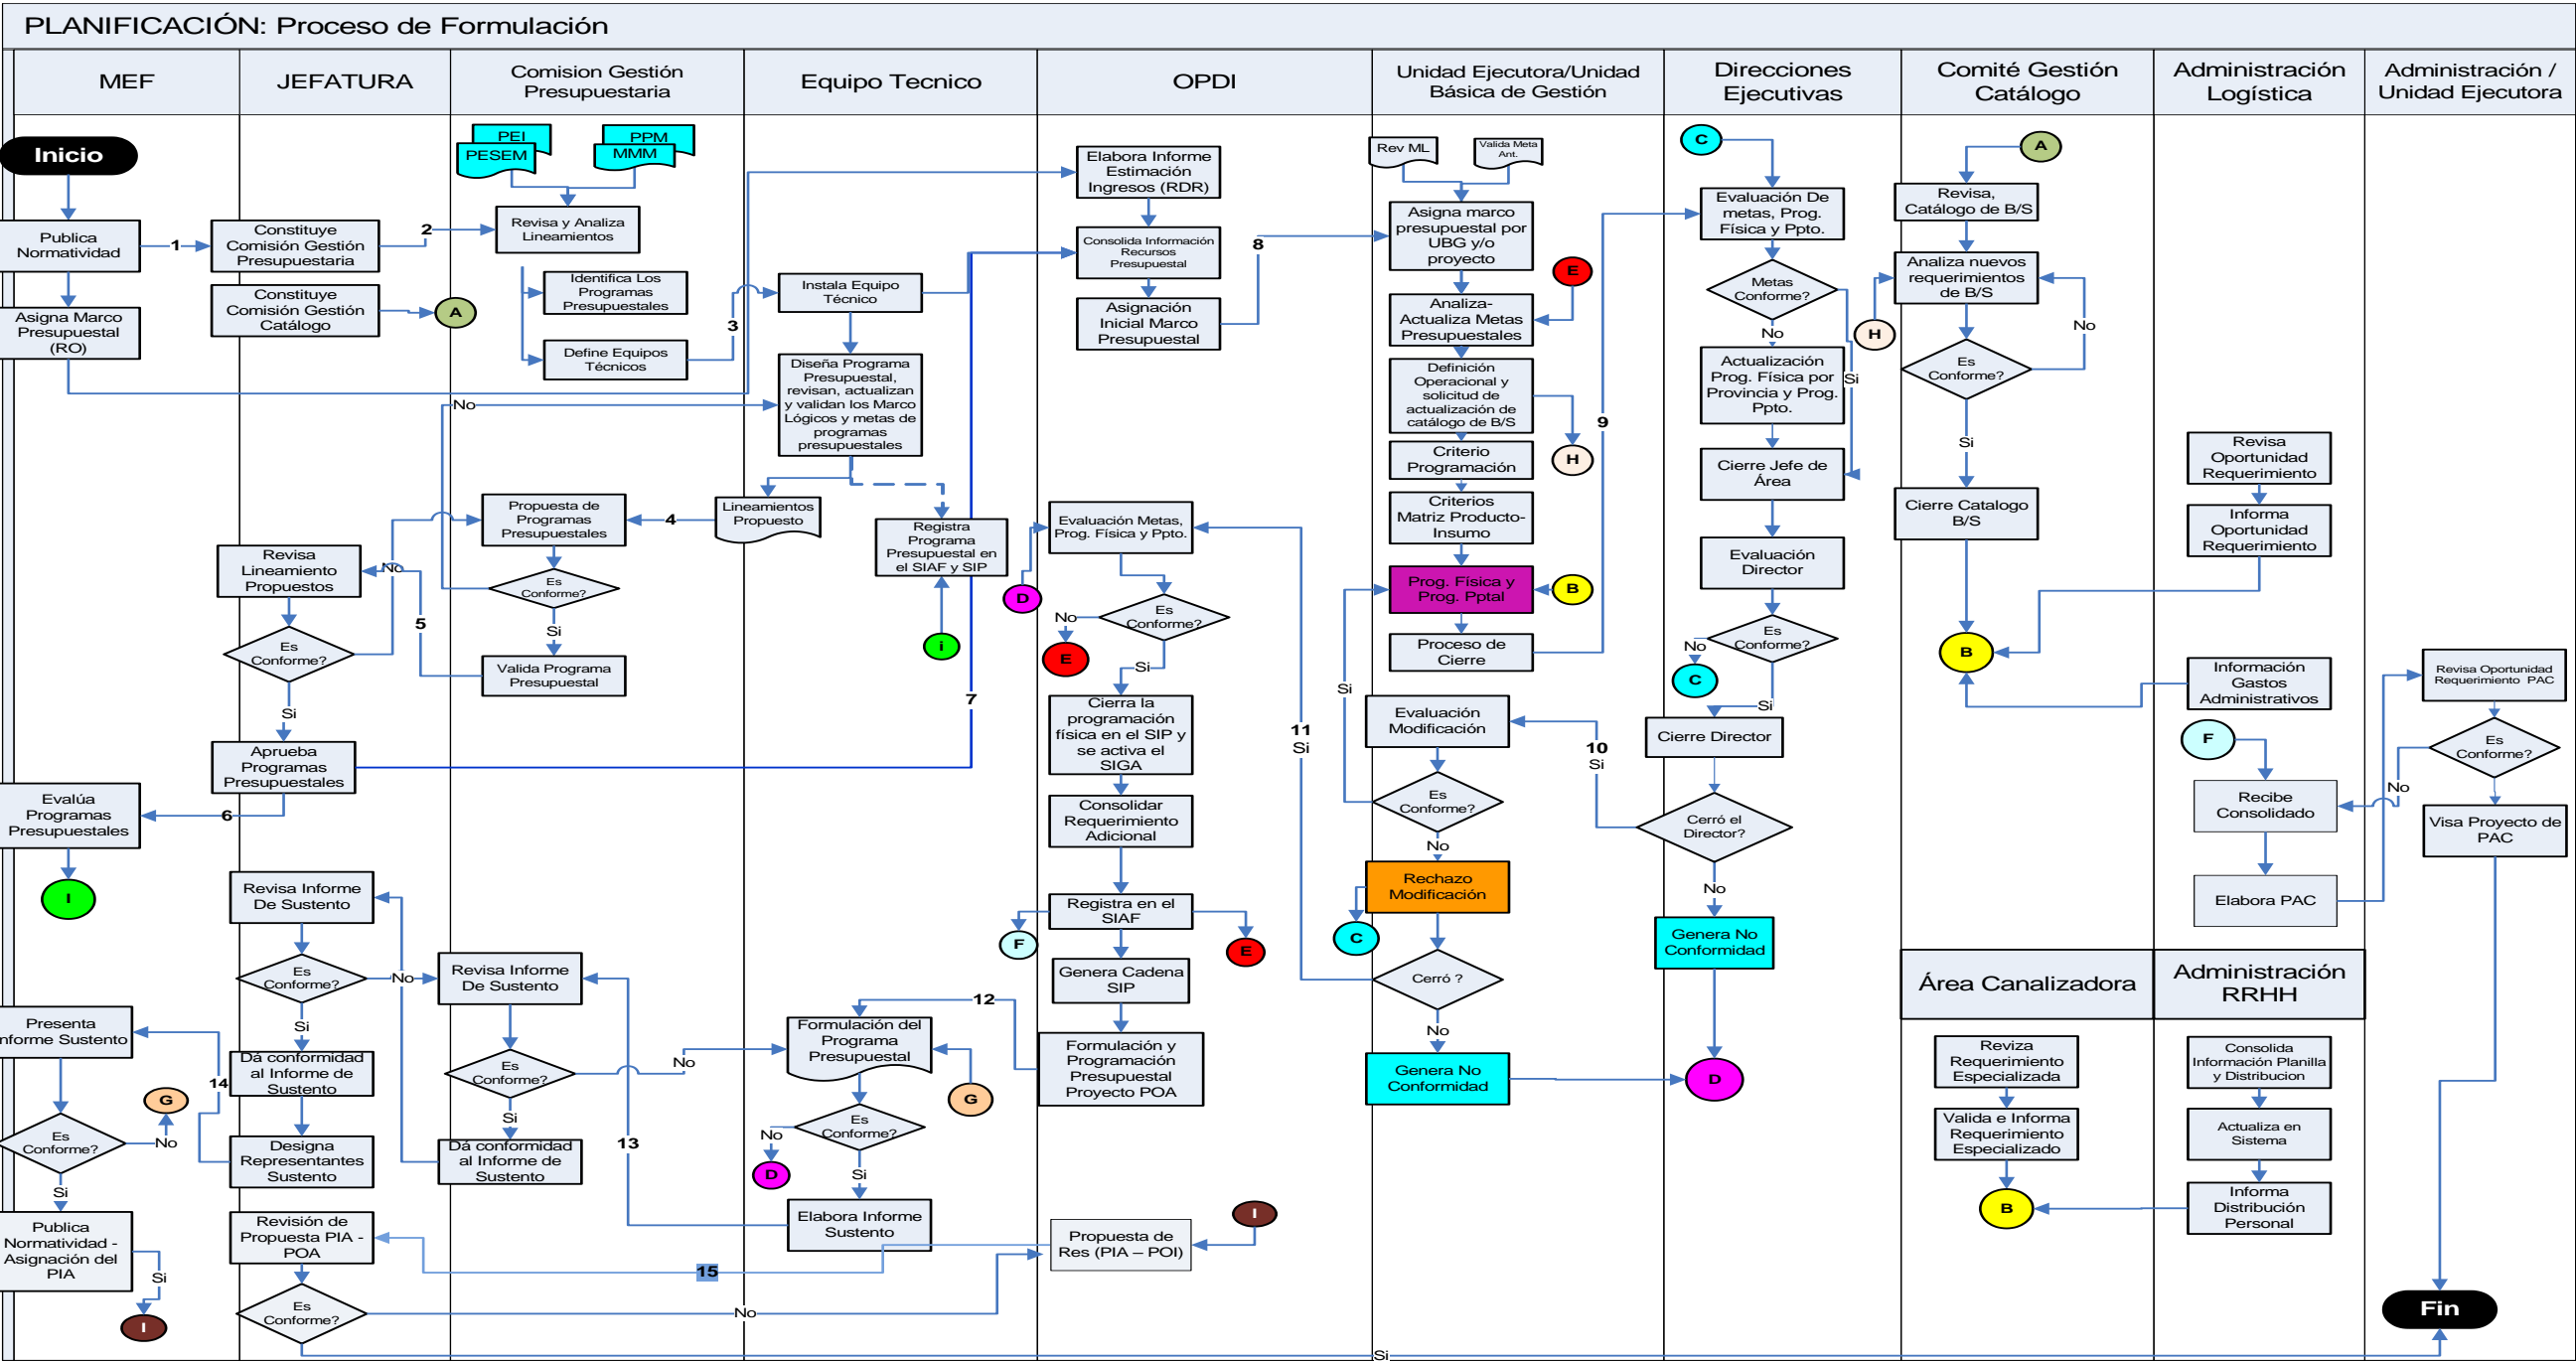 PLANIFICACIÓN: Proceso de Formulación
MEF
JEFATURA
Comision Gestión
Presupuestaria
Equipo Tecnico
OPDI
Unidad Ejecutora/Unidad
Básica de Gestión
Direcciones
Ejecutivas
Comité Gestión
Catálogo
Administración
Logística
Administración /
Unidad Ejecutora
Inicio
Publica
Normatividad
1
Asigna Marco
Presupuestal
(RO)
Evalúa
Programas
Presupuestales
6
I
Presenta
nforme Sustento
Es
Conforme?
No
G
Si
Publica
Normatividad -
Asignación del
PIA
Si
I
Constituye
Comisión Gestión
Presupuestaria
2
Constituye
Comisión Gestión
Catálogo
A
Revisa
Lineamiento
Propuestos
No
Es
Conforme?
5
Si
Aprueba
Programas
Presupuestales
Revisa Informe
De Sustento
Es
Conforme?
No
Si
Dá conformidad
al Informe de
Sustento
14
Designa
Representantes
Sustento
Revisión de
Propuesta PIA -
POA
Es
Conforme?
No
Si
PEI
PESEM
PPM
MMM
Revisa y Analiza
Lineamientos
Identifica Los
Programas
Presupuestales
Define Equipos
Técnicos
3
No
Propuesta de
Programas
Presupuestales
4
Es
Conforme?
Si
Valida Programa
Presupuestal
Revisa Informe
De Sustento
Es
Conforme?
No
Si
Dá conformidad
al Informe de
Sustento
13
15
Instala Equipo
Técnico
Diseña Programa
Presupuestal,
revisan, actualizan
y validan los Marco
Lógicos y metas de
programas
presupuestales
Lineamientos
Propuesto
Registra
Programa
Presupuestal en
el SIAF y SIP
i
7
12
Formulación del
Programa
Presupuestal
G
Es
Conforme?
No
D
Si
Elabora Informe
Sustento
Elabora Informe
Estimación
Ingresos (RDR)
Consolida Información
Recursos
Presupuestal
Asignación
Inicial Marco
Presupuestal
8
Evaluación Metas,
Prog. Física y Ppto.
D
Es
Conforme?
No
E
Si
Cierra la
programación
física en el SIP y
se activa el
SIGA
Consolidar
Requerimiento
Adicional
Registra en el
SIAF
F
E
Genera Cadena
SIP
Formulación y
Programación
Presupuestal
Proyecto POA
I
Propuesta de
Res (PIA – POI)
11
Si
Rev ML
Valida Meta
Ant.
Asigna marco
presupuestal por
UBG y/o
proyecto
E
Analiza-
Actualiza Metas
Presupuestales
Definición
Operacional y
solicitud de
actualización de
catálogo de B/S
H
Criterio
Programación
Criterios
Matriz Producto-
Insumo
Prog. Física y
Prog. Pptal
B
Proceso de
Cierre
9
Si
Evaluación
Modificación
Es
Conforme?
No
Rechazo
Modificación
C
Cerró ?
No
Genera No
Conformidad
10
Si
C
Evaluación De
metas, Prog.
Física y Ppto.
Metas
Conforme?
No
Si
Actualización
Prog. Física por
Provincia y Prog.
Ppto.
Cierre Jefe de
Área
Evaluación
Director
Es
Conforme?
No
C
Si
Cierre Director
Cerró el
Director?
No
Genera No
Conformidad
D
A
Revisa,
Catálogo de B/S
Analiza nuevos
requerimientos
de B/S
H
No
Es
Conforme?
Si
Cierre Catalogo
B/S
B
Área Canalizadora
Reviza
Requerimiento
Especializada
Valida e Informa
Requerimiento
Especializado
B
Revisa
Oportunidad
Requerimiento
Informa
Oportunidad
Requerimiento
Información
Gastos
Administrativos
F
Recibe
Consolidado
Elabora PAC
Administración
RRHH
Consolida
Información Planilla
y Distribucion
Actualiza en
Sistema
Informa
Distribución
Personal
Revisa Oportunidad
Requerimiento PAC
Es
Conforme?
No
Visa Proyecto de
PAC
Fin